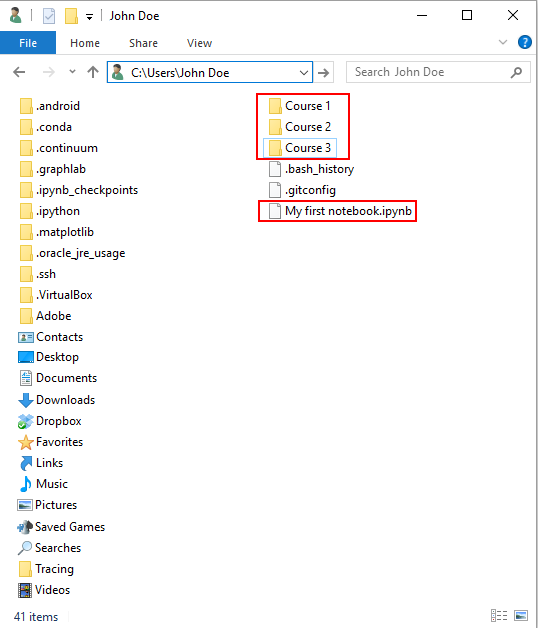 John Doe
File Home Share View
C:\Users\John Doe
Search John Doe
.android
.conda
.continuum
.graphlab
.ipynb_checkpoints
.ipython
.matplotlib
.oracle_jre_usage
.ssh
.VirtualBox
Adobe
Contacts
Desktop
Documents
Downloads
Dropbox
Favorites
Links
Music
Pictures
Saved Games
Searches
Tracing
Videos
Course 1
Course 2
Course 3
.bash_history
.gitconfig
My first notebook.ipynb
41 items